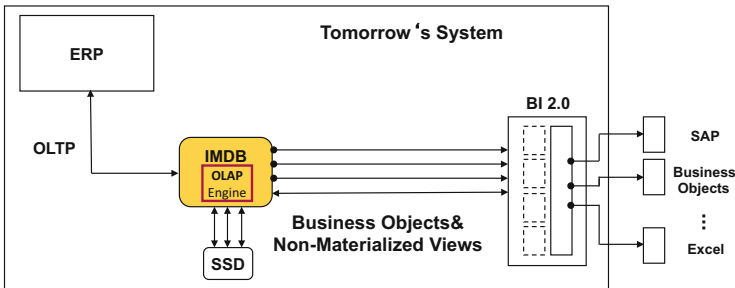 Tomorrow‘s System
ERP
BI 2.0
SAP
OLTP
IMDB
OLAP
Engine
Business
Objects
Business Objects&
Non-Materialized Views
⋮
SSD
Excel